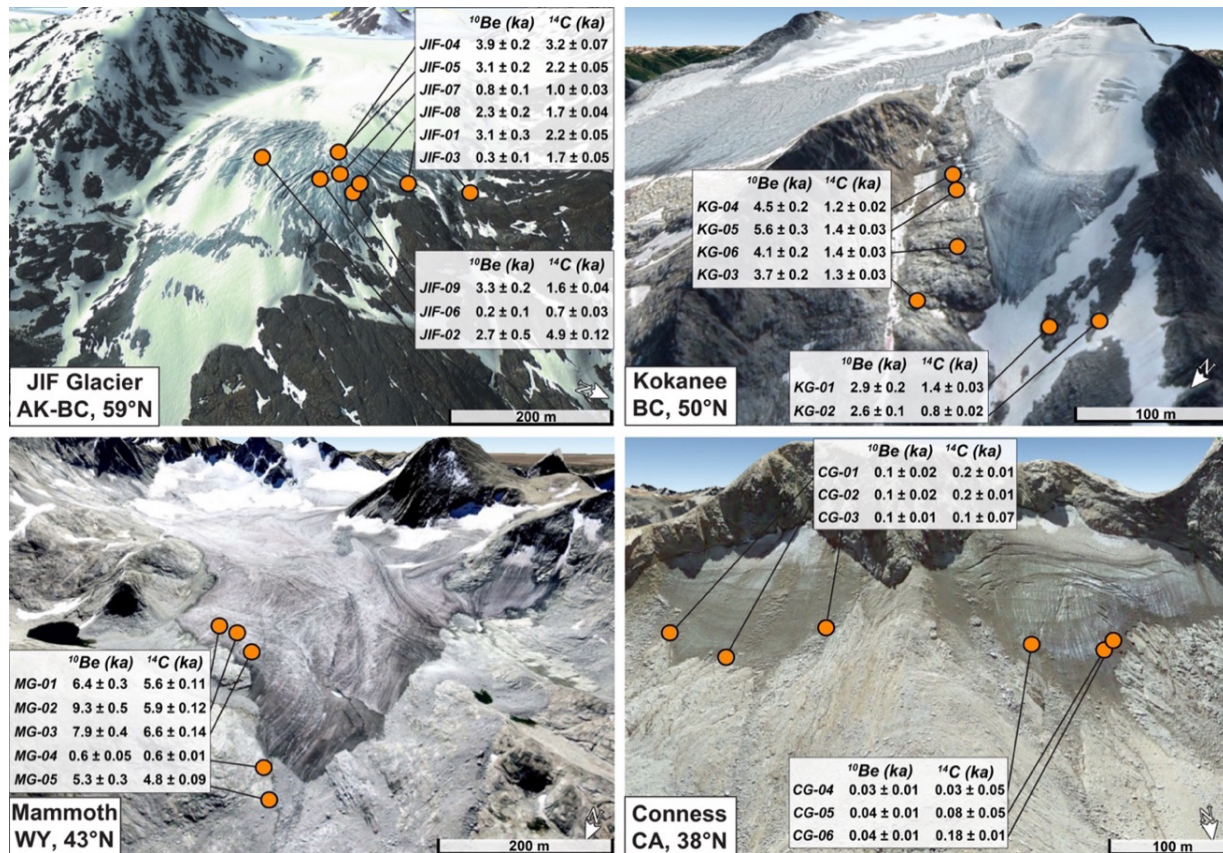 ¹⁰Be (ka) ¹⁴C (ka)
JIF-04 3.9 ± 0.2 3.2 ± 0.07
JIF-05 3.1 ± 0.2 2.2 ± 0.05
JIF-07 0.8 ± 0.1 1.0 ± 0.03
JIF-08 2.3 ± 0.2 1.7 ± 0.04
JIF-01 3.1 ± 0.3 2.2 ± 0.05
JIF-03 0.3 ± 0.1 1.7 ± 0.05
¹⁰Be (ka) ¹⁴C (ka)
JIF-09 3.3 ± 0.2 1.6 ± 0.04
JIF-06 0.2 ± 0.1 0.7 ± 0.03
JIF-02 2.7 ± 0.5 4.9 ± 0.12
JIF Glacier
AK-BC, 59°N
N
200 m
¹⁰Be (ka) ¹⁴C (ka)
KG-04 4.5 ± 0.2 1.2 ± 0.02
KG-05 5.6 ± 0.3 1.4 ± 0.03
KG-06 4.1 ± 0.2 1.4 ± 0.03
KG-03 3.7 ± 0.2 1.3 ± 0.03
¹⁰Be (ka) ¹⁴C (ka)
KG-01 2.9 ± 0.2 1.4 ± 0.03
KG-02 2.6 ± 0.1 0.8 ± 0.02
Kokanee
BC, 50°N
N
100 m
¹⁰Be (ka) ¹⁴C (ka)
MG-01 6.4 ± 0.3 5.6 ± 0.11
MG-02 9.3 ± 0.5 5.9 ± 0.12
MG-03 7.9 ± 0.4 6.6 ± 0.14
MG-04 0.6 ± 0.05 0.6 ± 0.01
MG-05 5.3 ± 0.3 4.8 ± 0.09
Mammoth
WY, 43°N
N
200 m
¹⁰Be (ka) ¹⁴C (ka)
CG-01 0.1 ± 0.02 0.2 ± 0.01
CG-02 0.1 ± 0.02 0.2 ± 0.01
CG-03 0.1 ± 0.01 0.1 ± 0.07
¹⁰Be (ka) ¹⁴C (ka)
CG-04 0.03 ± 0.01 0.03 ± 0.05
CG-05 0.04 ± 0.01 0.08 ± 0.05
CG-06 0.04 ± 0.01 0.18 ± 0.01
Conness
CA, 38°N
N
100 m